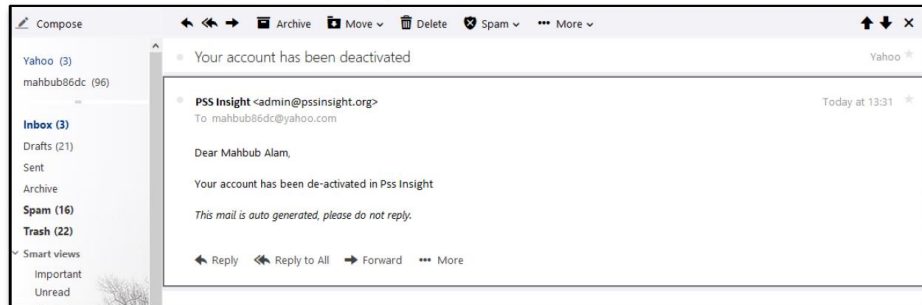 Compose
Archive Move Delete Spam More
Yahoo (3)
mahbub86dc (96)
Inbox (3)
Drafts (21)
Sent
Archive
Spam (16)
Trash (22)
Smart views
Important
Unread
Your account has been deactivated Yahoo
PSS Insight <admin@pssinsight.org> Today at 13:31
To mahbub86dc@yahoo.com
Dear Mahbub Alam,
Your account has been de-activated in Pss Insight
This mail is auto generated, please do not reply.
Reply Reply to All Forward More